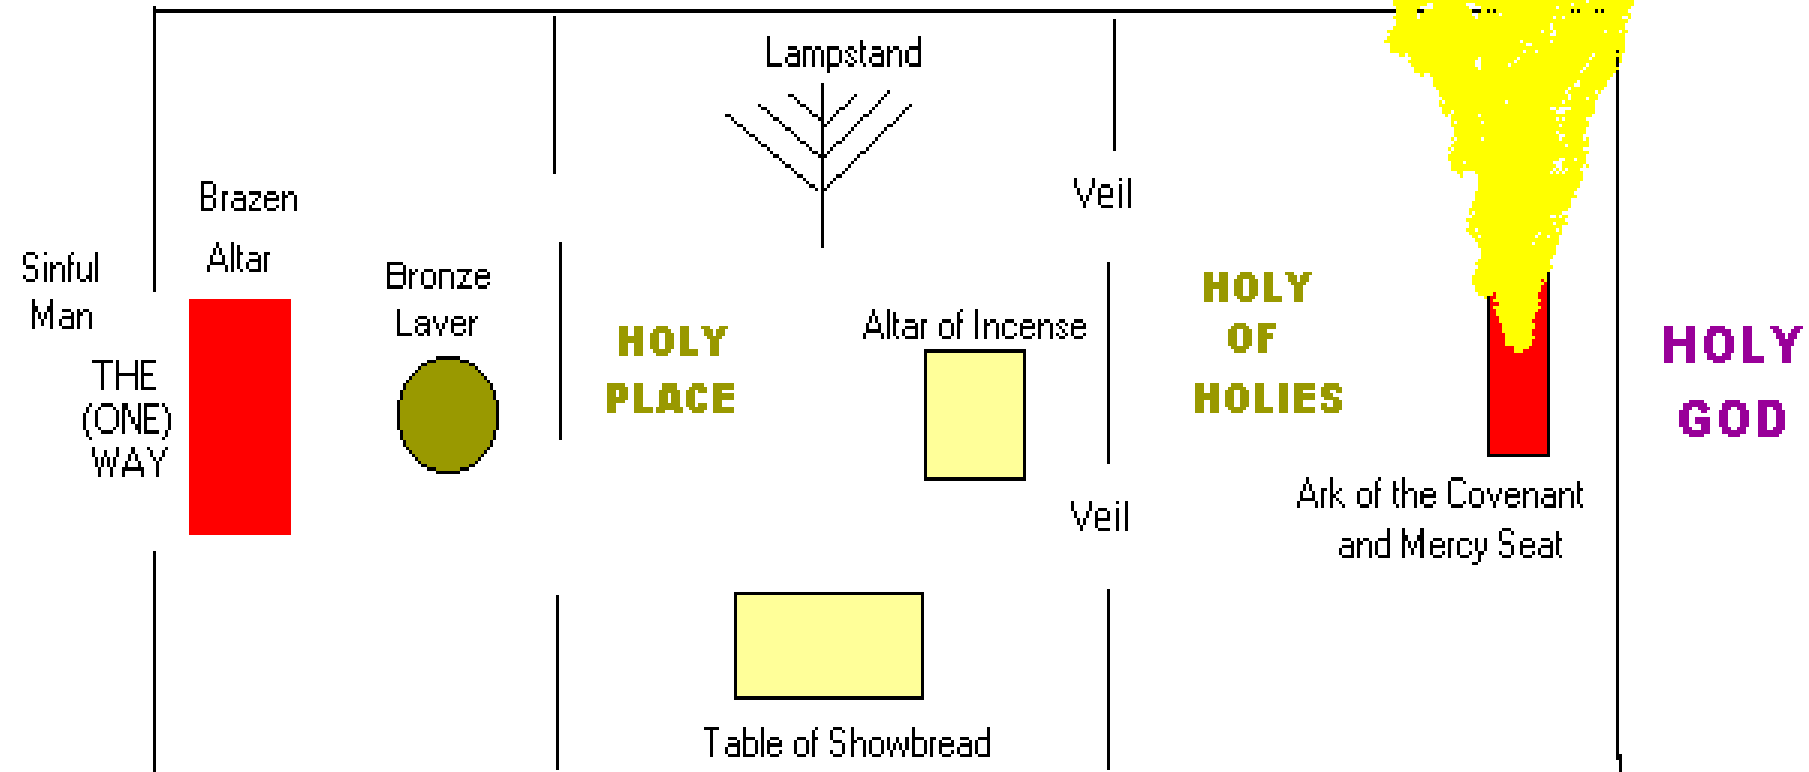 Lampstand
Brazen
Altar
Sinful
Man
THE
(ONE)
WAY
Bronze
Laver
HOLY
PLACE
Altar of Incense
Table of Showbread
Veil
Veil
HOLY
OF
HOLIES
Ark of the Covenant
and Mercy Seat
HOLY
GOD